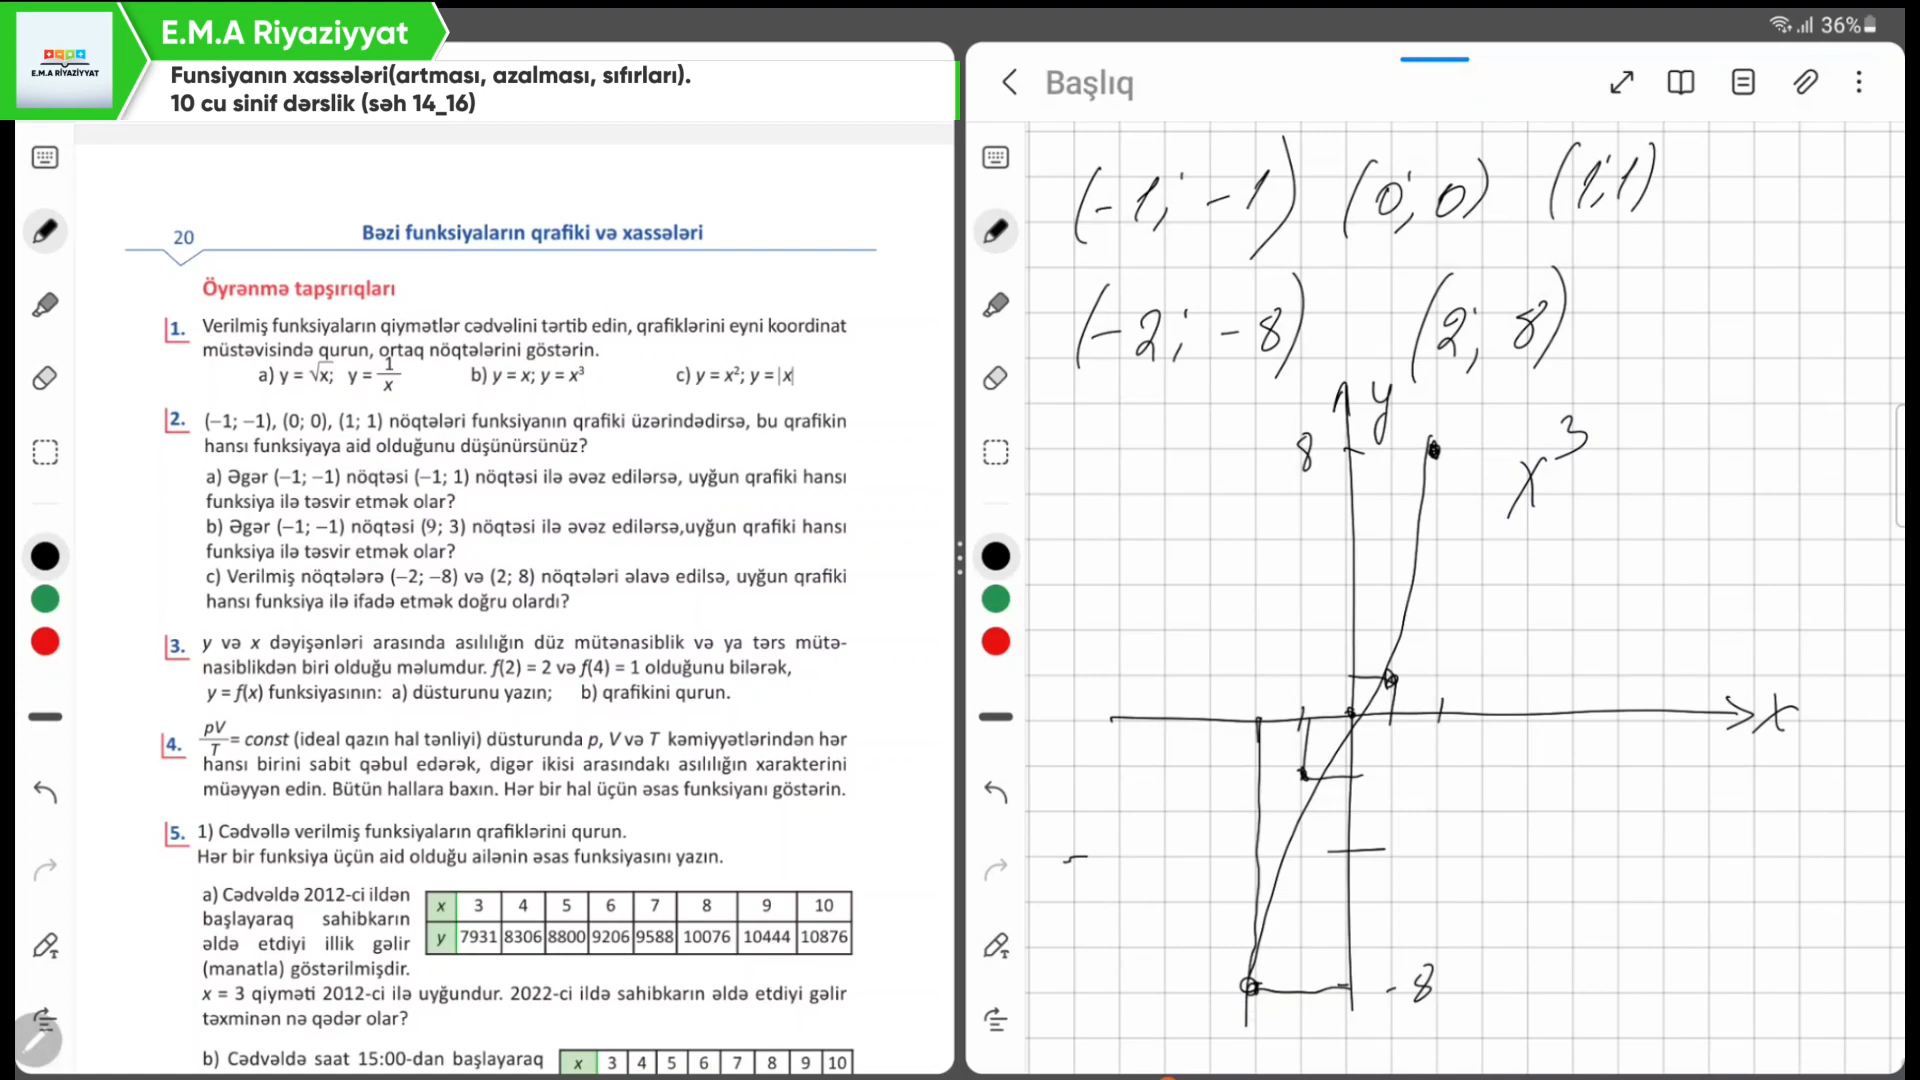 E.M.A Riyaziyyat
E.M.A RİYAZİYYAT
Funsiyanın xassələri(artması, azalması, sıfırları).
10 cu sinif dərslik (səh 14_16)
36%
Başlıq
20
Bəzi funksiyaların qrafiki və xassələri
Öyrənmə tapşırıqları
1. Verilmiş funksiyaların qiymətlər cədvəlini tərtib edin, qrafiklərini eyni koordinat
müstəvisində qurun, ortaq nöqtələrini göstərin.
a) y = √x; y = 1/x b) y = x; y = x³ c) y = x²; y = |x|
2. (−1; −1), (0; 0), (1; 1) nöqtələri funksiyanın qrafiki üzərindədirsə, bu qrafikin
hansı funksiyaya aid olduğunu düşünürsünüz?
a) Əgər (−1; −1) nöqtəsi (−1; 1) nöqtəsi ilə əvəz edilərsə, uyğun qrafiki hansı
funksiya ilə təsvir etmək olar?
b) Əgər (−1; −1) nöqtəsi (9; 3) nöqtəsi ilə əvəz edilərsə,uyğun qrafiki hansı
funksiya ilə təsvir etmək olar?
c) Verilmiş nöqtələrə (−2; −8) və (2; 8) nöqtələri əlavə edilsə, uyğun qrafiki
hansı funksiya ilə ifadə etmək doğru olardı?
3. y və x dəyişənləri arasında asılılığın düz mütənasiblik və ya tərs mütə-
nasiblikdən biri olduğu məlumdur. f(2) = 2 və f(4) = 1 olduğunu bilərək,
y = f(x) funksiyasının: a) düsturunu yazın; b) qrafikini qurun.
4. pV/T = const (ideal qazın hal tənliyi) düsturunda p, V və T kəmiyyətlərindən hər
hansı birini sabit qəbul edərək, digər ikisi arasındakı asılılığın xarakterini
müəyyən edin. Bütün hallara baxın. Hər bir hal üçün əsas funksiyanı göstərin.
5. 1) Cədvəllə verilmiş funksiyaların qrafiklərini qurun.
Hər bir funksiya üçün aid olduğu ailənin əsas funksiyasını yazın.
a) Cədvəldə 2012-ci ildən
başlayaraq sahibkarın
əldə etdiyi illik gəlir
(manatla) göstərilmişdir.
x 3 4 5 6 7 8 9 10
y 7931 8306 8800 9206 9588 10076 10444 10876
x = 3 qiyməti 2012-ci ilə uyğundur. 2022-ci ildə sahibkarın əldə etdiyi gəlir
təxminən nə qədər olar?
b) Cədvəldə saat 15:00-dan başlayaraq
x 3 4 5 6 7 8 9 10
(-1; -1) (0; 0) (1; 1)
(-2; -8) (2; 8)
y
8
x³
x
-8